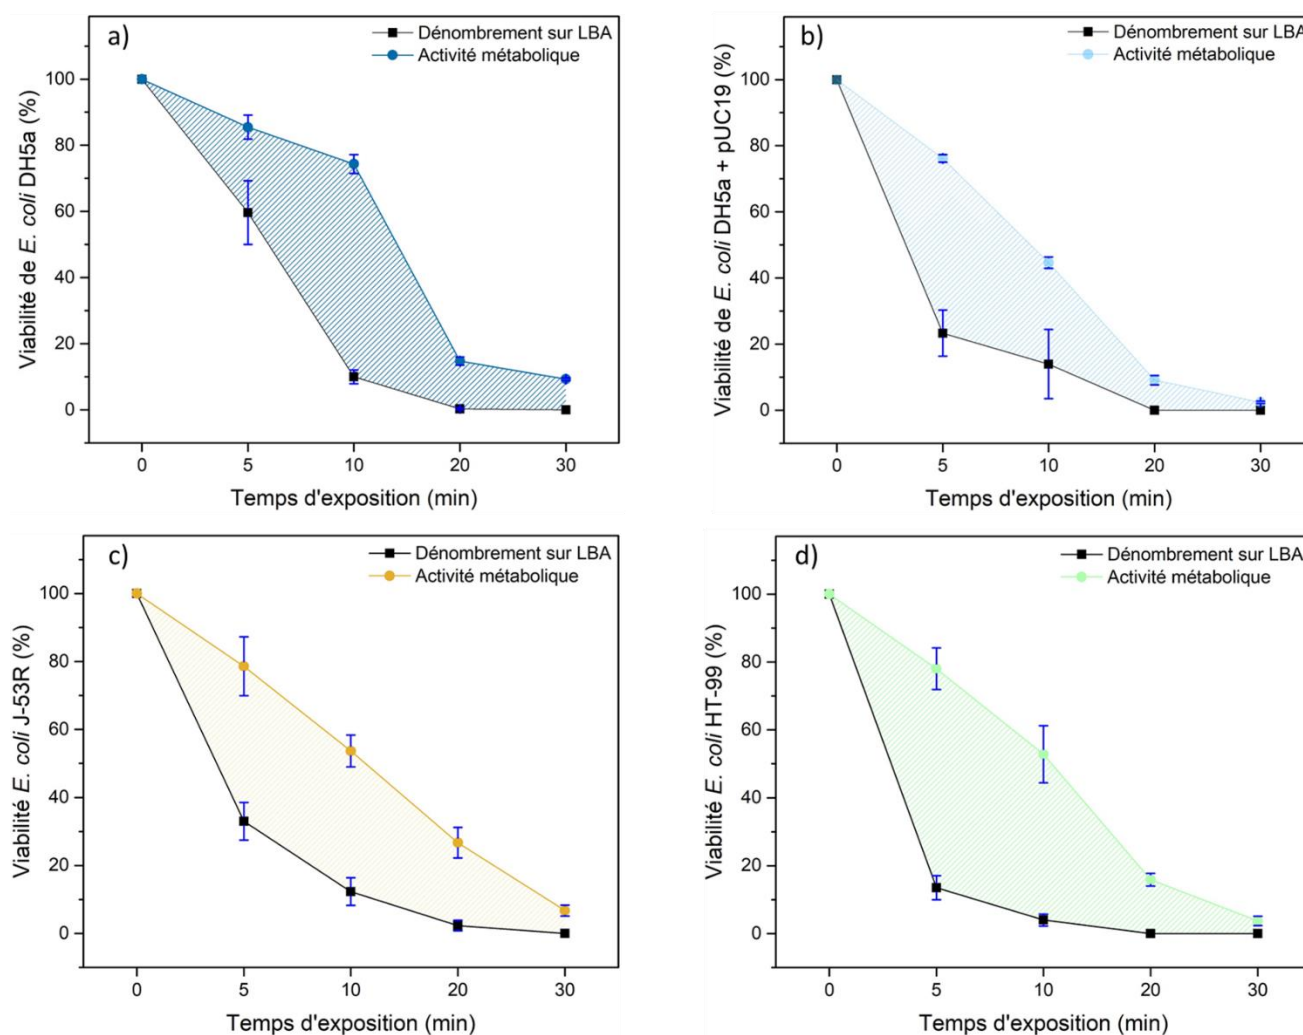 a)
Dénombrement sur LBA
Activité métabolique
Viabilité de E. coli DH5a (%)
100
80
60
40
20
0
0 5 10 20 30
Temps d'exposition (min)
b)
Dénombrement sur LBA
Activité métabolique
Viabilité de E. coli DH5a + pUC19 (%)
100
80
60
40
20
0
0 5 10 20 30
Temps d'exposition (min)
c)
Dénombrement sur LBA
Activité métabolique
Viabilité E. coli J-53R (%)
100
80
60
40
20
0
0 5 10 20 30
Temps d'exposition (min)
d)
Dénombrement sur LBA
Activité métabolique
Viabilité E. coli HT-99 (%)
100
80
60
40
20
0
0 5 10 20 30
Temps d'exposition (min)